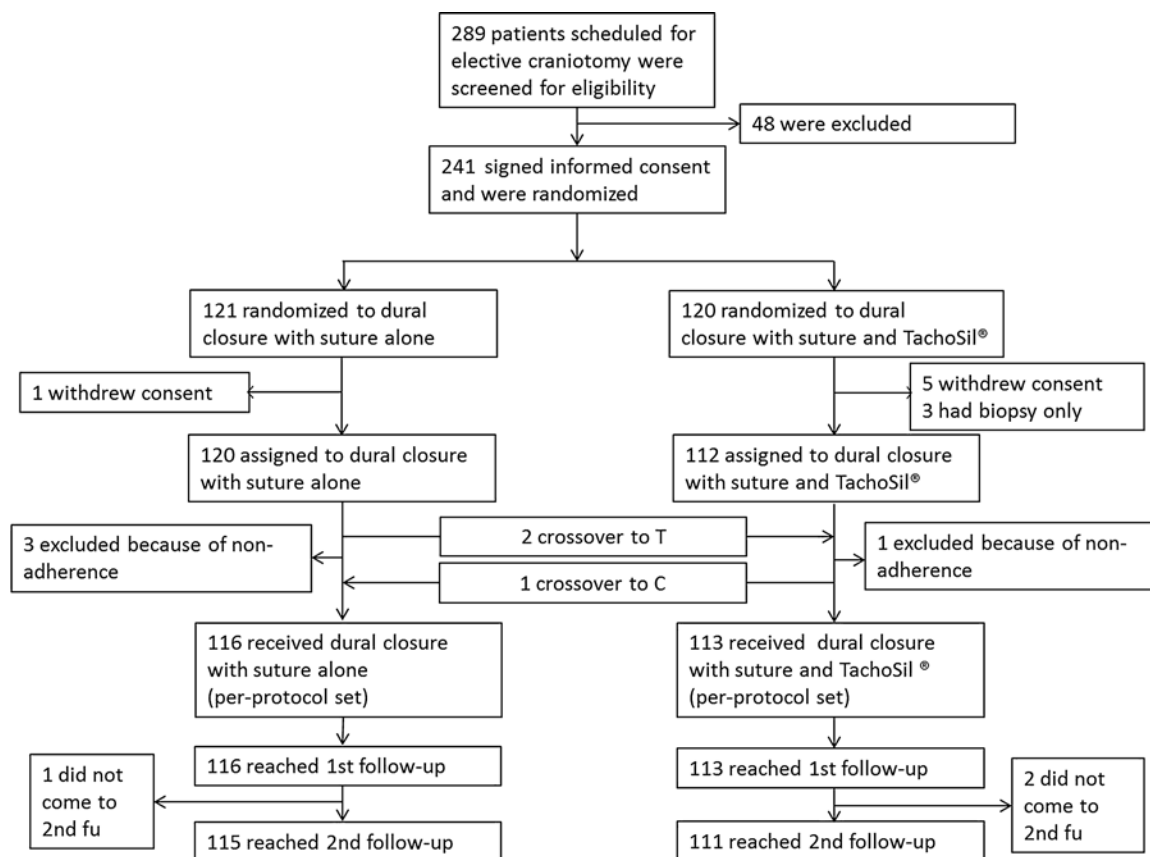 289 patients scheduled for
elective craniotomy were
screened for eligibility
48 were excluded
241 signed informed consent
and were randomized
121 randomized to dural
closure with suture alone
120 randomized to dural
closure with suture and TachoSil®
1 withdrew consent
5 withdrew consent
3 had biopsy only
120 assigned to dural closure
with suture alone
112 assigned to dural closure
with suture and TachoSil®
2 crossover to T
3 excluded because of non-
adherence
1 excluded because of non-
adherence
1 crossover to C
116 received dural closure
with suture alone
(per-protocol set)
113 received dural closure
with suture and TachoSil ®
(per-protocol set)
116 reached 1st follow-up
113 reached 1st follow-up
1 did not
come to
2nd fu
2 did not
come to
2nd fu
115 reached 2nd follow-up
111 reached 2nd follow-up